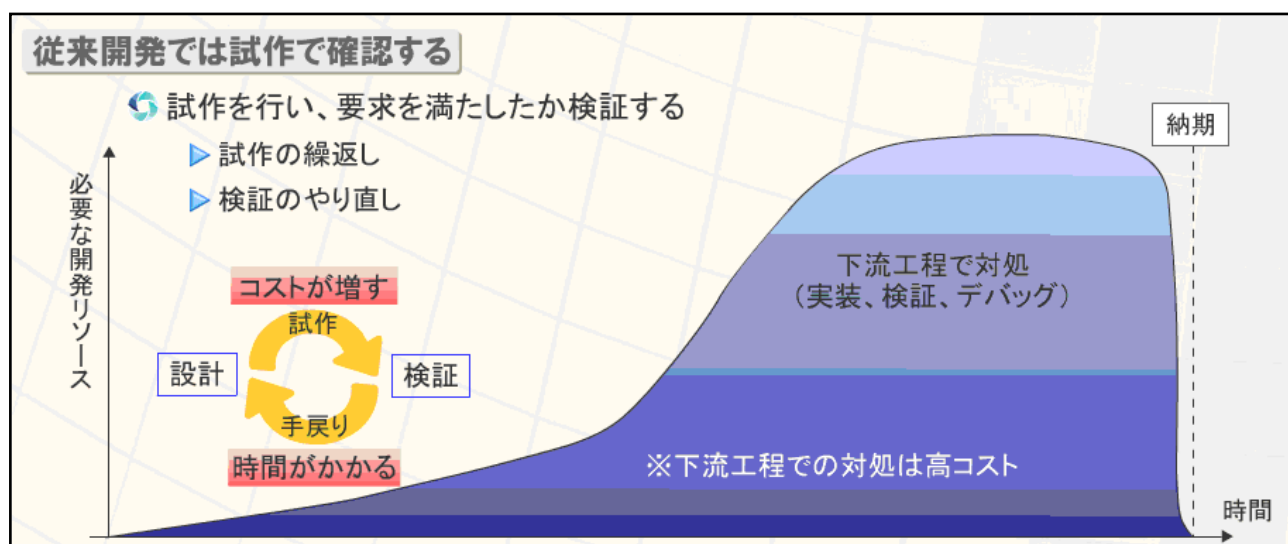 従来開発では試作で確認する
試作を行い、要求を満たしたか検証する
試作の繰返し
検証のやり直し
必要な開発リソース
コストが増す
試作
設計
検証
手戻り
時間がかかる
納期
下流工程で対処
(実装、検証、デバッグ)
※下流工程での対処は高コスト
時間